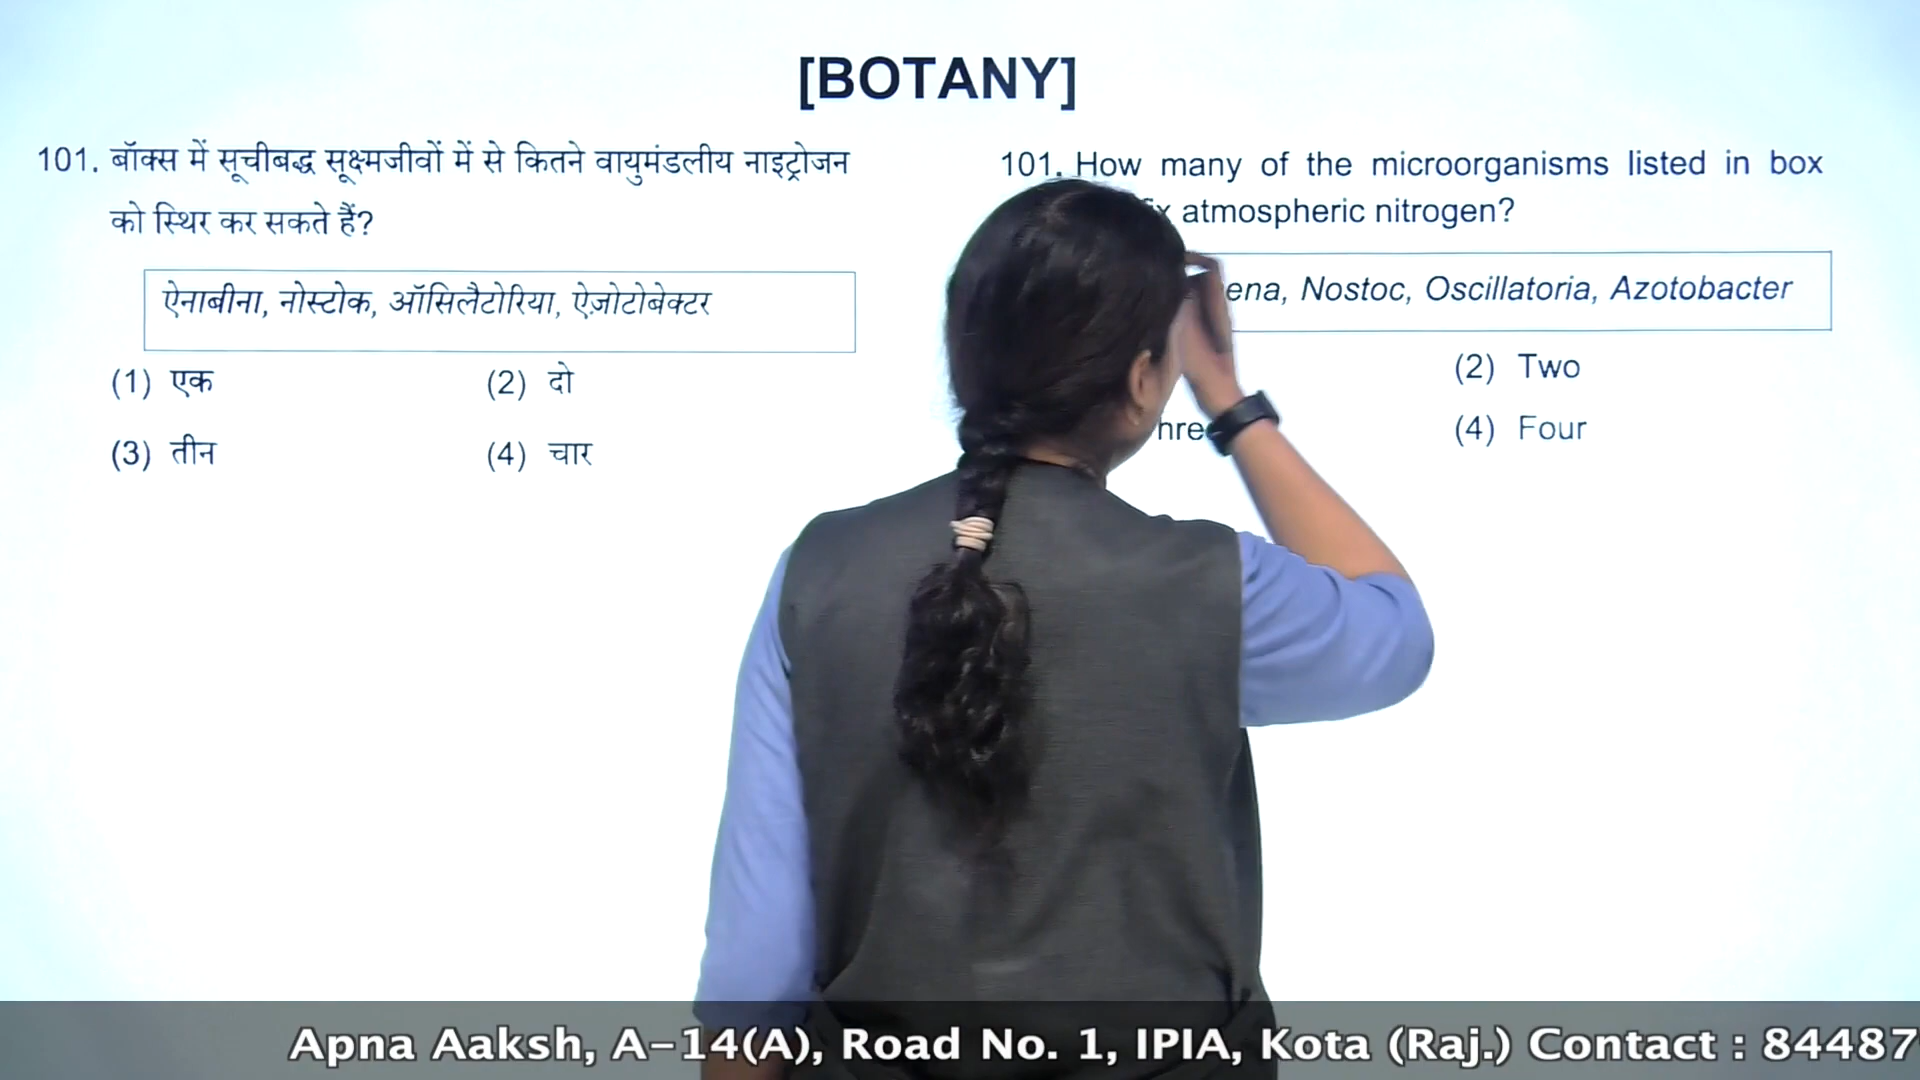 [BOTANY]
101. बॉक्स में सूचीबद्ध सूक्ष्मजीवों में से कितने वायुमंडलीय नाइट्रोजन
को स्थिर कर सकते हैं?
ऐनाबीना, नोस्टोक, ऑसिलैटोरिया, ऐज़ोटोबेक्टर
(1) एक (2) दो
(3) तीन (4) चार
101. How many of the microorganisms listed in box
atmospheric nitrogen?
Nostoc, Oscillatoria, Azotobacter
(2) Two
(4) Four
Apna Aaksh, A-14(A), Road No. 1, IPIA, Kota (Raj.) Contact : 84487